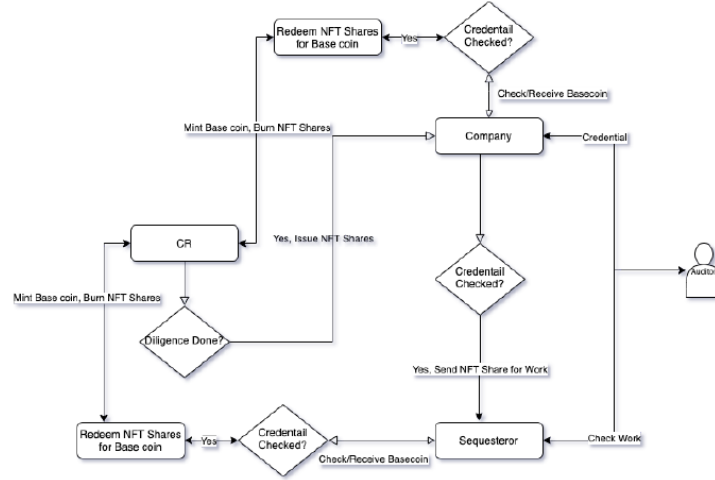 Redeem NFT Shares
for Base coin
Yes
Credentail
Checked?
Check/Receive Basecoin
Mint Base coin, Burn NFT Shares
Company
Credential
CR
Yes, Issue NFT Shares
Credentail
Checked?
Auditor
Mint Base coin, Burn NFT Shares
Diligence Done?
Yes, Send NFT Share for Work
Redeem NFT Shares
for Base coin
Yes
Credentail
Checked?
Check/Receive Basecoin
Sequesteror
Check Work